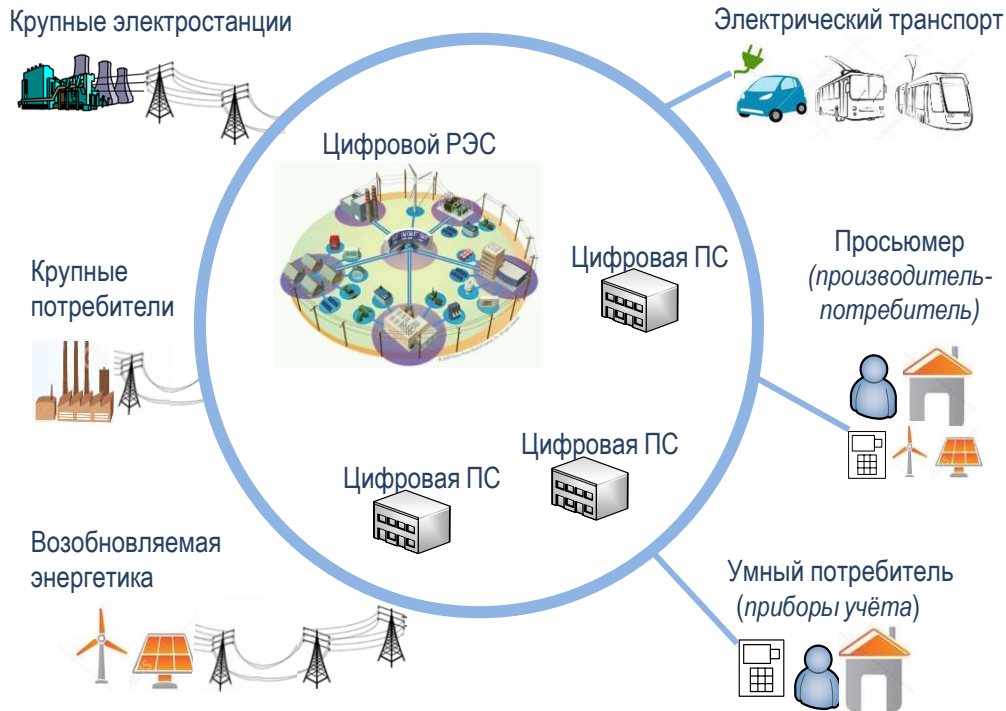 Крупные электростанции
Электрический транспорт
Цифровой РЭС
Цифровая ПС
Просьюмер
(производитель-
потребитель)
Крупные
потребители
Цифровая ПС
Цифровая ПС
Возобновляемая
энергетика
Умный потребитель
(приборы учёта)